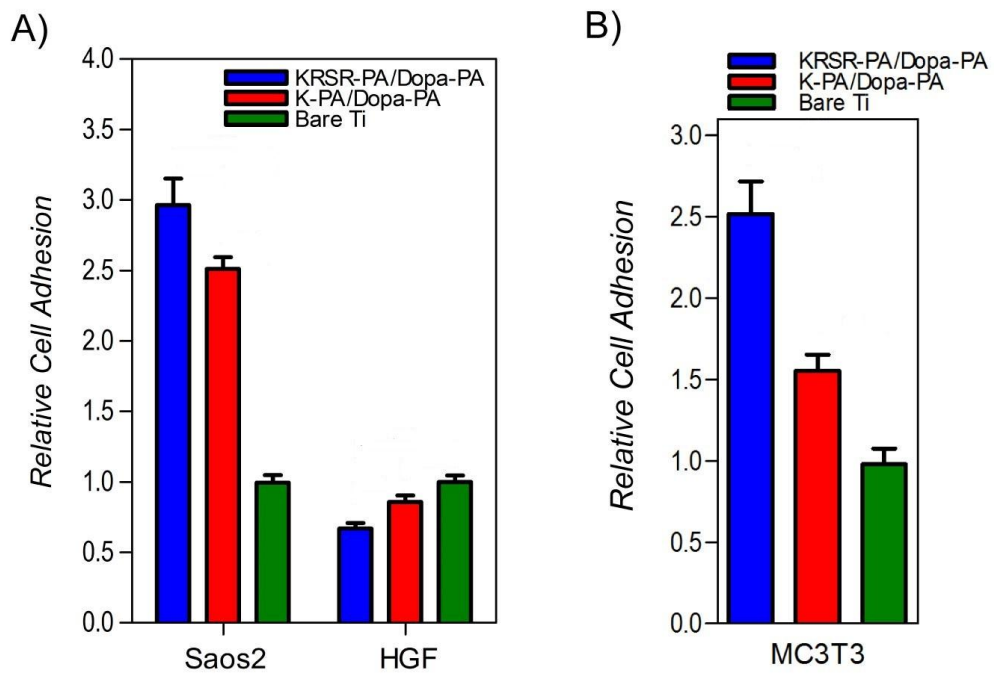 A)
4.0
3.5
3.0
2.5
2.0
1.5
1.0
0.5
0.0
Relative Cell Adhesion
KRSR-PA/Dopa-PA
K-PA/Dopa-PA
Bare Ti
Saos2
HGF
B)
KRSR-PA/Dopa-PA
K-PA/Dopa-PA
Bare Ti
3.0
2.5
2.0
1.5
1.0
0.5
0.0
Relative Cell Adhesion
MC3T3